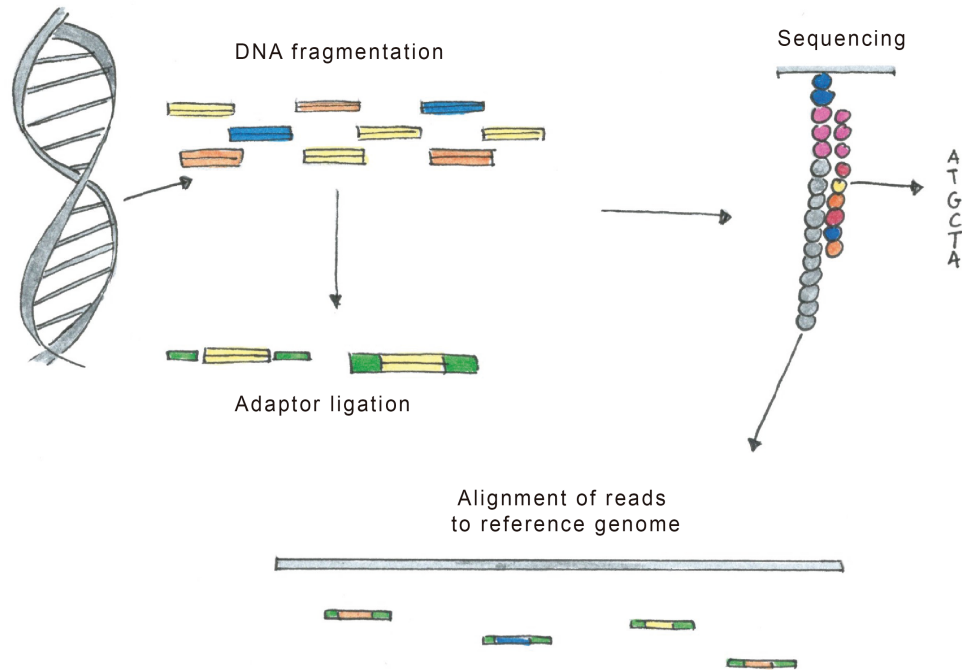 DNA fragmentation
Sequencing
A
T
G
C
T
A
Adaptor ligation
Alignment of reads
to reference genome